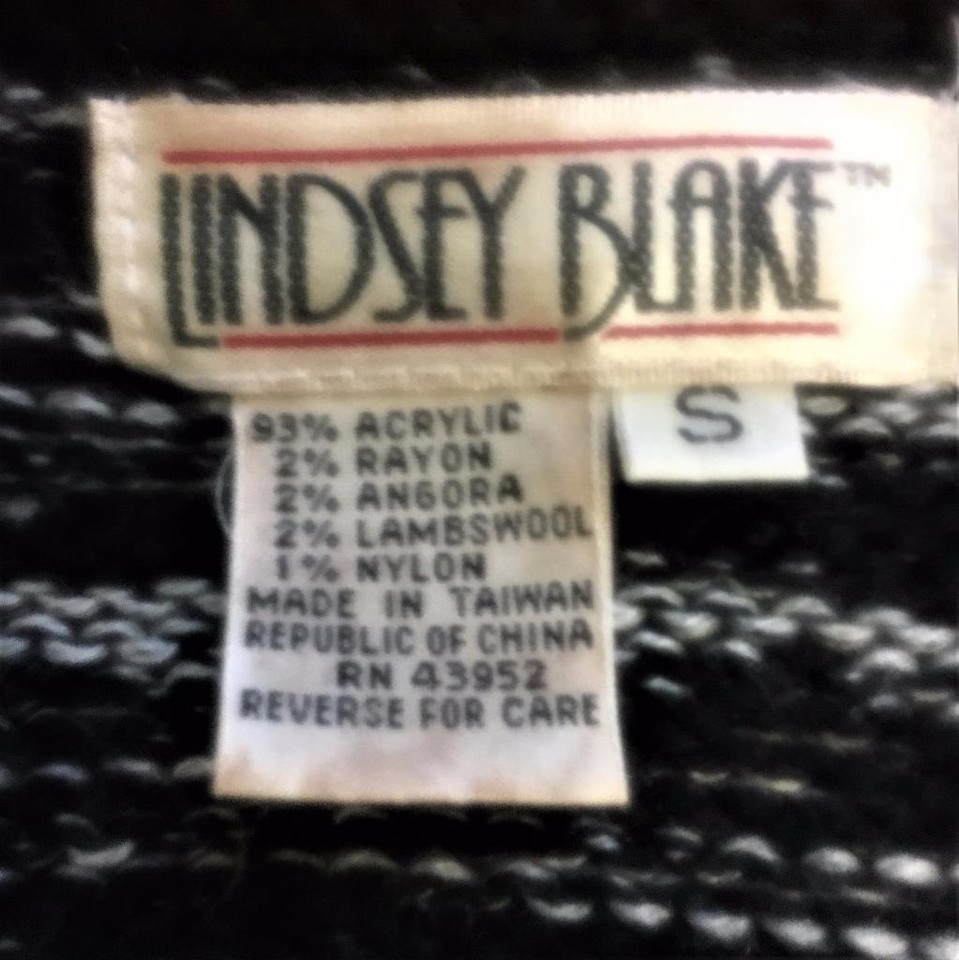 LINDSEY BLAKE™
S
93% ACRYLIC
2% RAYON
2% ANGORA
2% LAMBSWOOL
1% NYLON
MADE IN TAIWAN
REPUBLIC OF CHINA
RN 43952
REVERSE FOR CARE